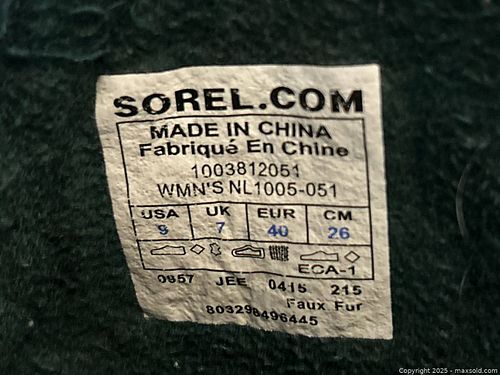 SOREL.COM
MADE IN CHINA
Fabriqué En Chine
1003812051
WMN'S NL1005-051
USA UK EUR CM
9 7 40 26
ECA-1
0857 JEE 0415 215
Faux Fur
803298496445
Copyright © 2025 - maxsold.com